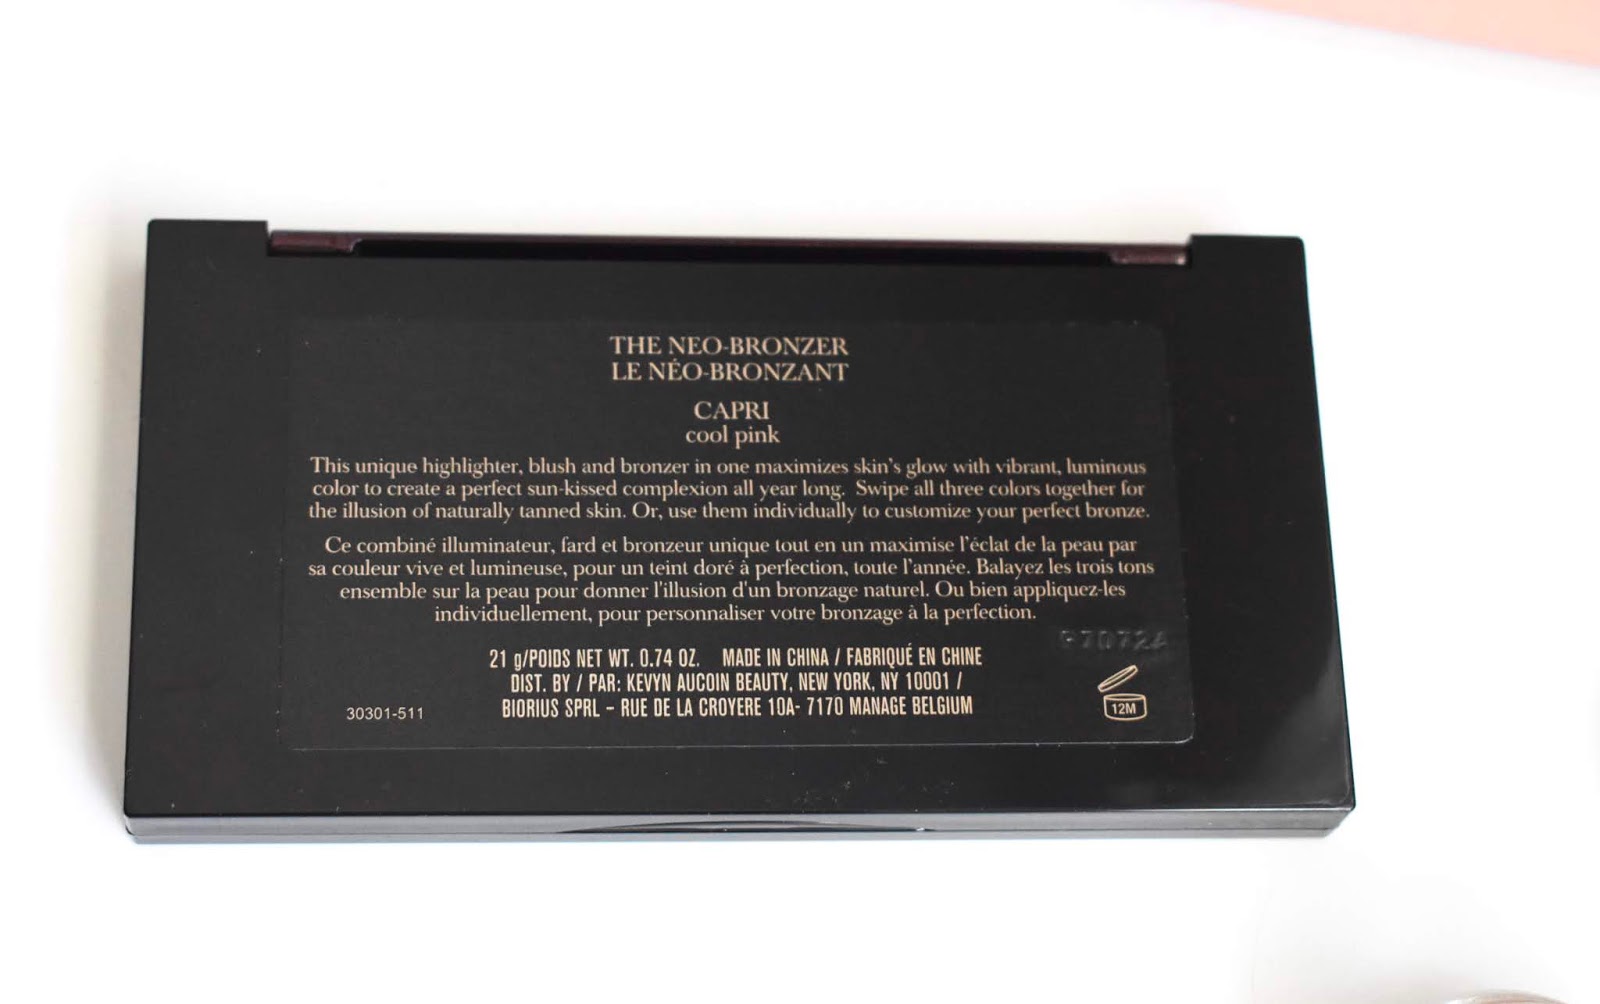 THE NEO-BRONZER
LE NÉO-BRONZANT
CAPRI
cool pink
This unique highlighter, blush and bronzer in one maximizes skin's glow with vibrant, luminous
color to create a perfect sun-kissed complexion all year long. Swipe all three colors together for
the illusion of naturally tanned skin. Or, use them individually to customize your perfect bronze.
Ce combiné illuminateur, fard et bronzeur unique tout en un maximise l'éclat de la peau par
sa couleur vive et lumineuse, pour un teint doré à perfection, toute l'année. Balayez les trois tons
ensemble sur la peau pour donner l'illusion d'un bronzage naturel. Ou bien appliquez-les
individuellement, pour personnaliser votre bronzage à la perfection.
21 g/POIDS NET WT. 0.74 OZ. MADE IN CHINA / FABRIQUÉ EN CHINE
DIST. BY / PAR: KEVYN AUCOIN BEAUTY, NEW YORK, NY 10001 /
BIORIUS SPRL – RUE DE LA CROYERE 10A- 7170 MANAGE BELGIUM
30301-511
12M